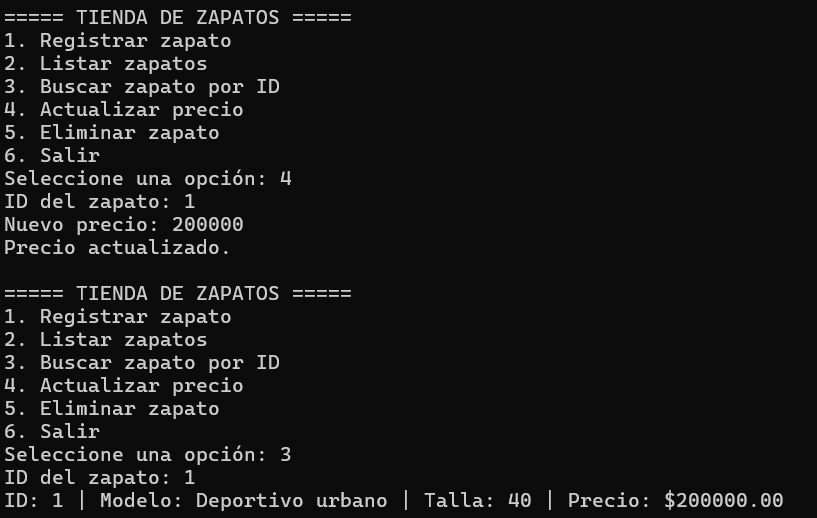 ===== TIENDA DE ZAPATOS =====
1. Registrar zapato
2. Listar zapatos
3. Buscar zapato por ID
4. Actualizar precio
5. Eliminar zapato
6. Salir
Seleccione una opción: 4
ID del zapato: 1
Nuevo precio: 200000
Precio actualizado.

===== TIENDA DE ZAPATOS =====
1. Registrar zapato
2. Listar zapatos
3. Buscar zapato por ID
4. Actualizar precio
5. Eliminar zapato
6. Salir
Seleccione una opción: 3
ID del zapato: 1
ID: 1 | Modelo: Deportivo urbano | Talla: 40 | Precio: $200000.00